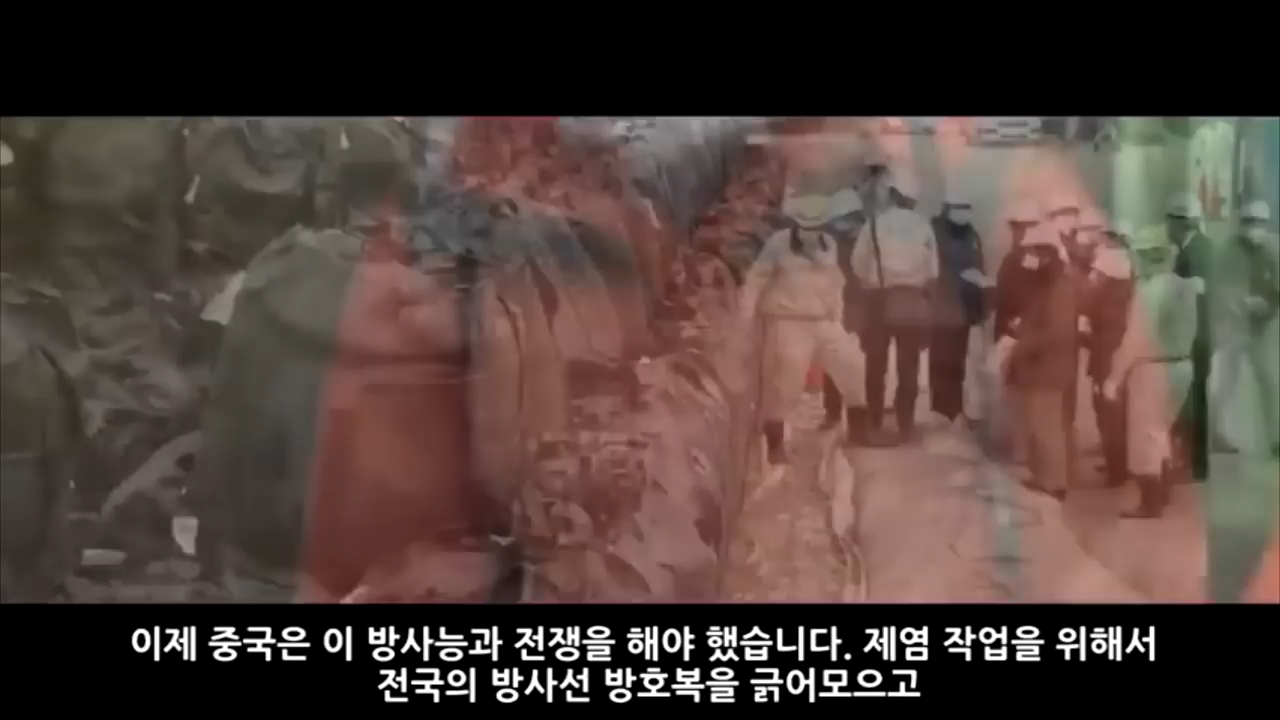 이제 중국은 이 방사능과 전쟁을 해야 했습니다. 제염 작업을 위해서
전국의 방사선 방호복을 긁어모으고